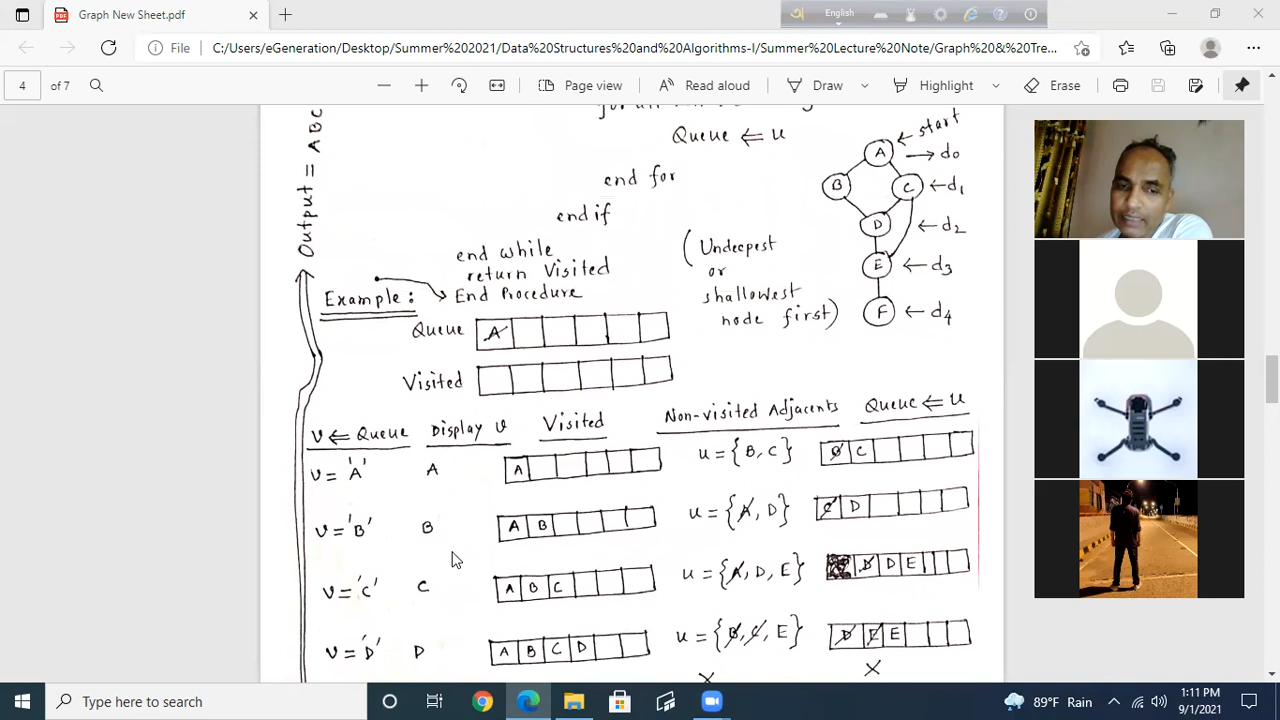 Graph New Sheet.pdf
English
File
C:/Users/eGeneration/Desktop/Summer%202021/Data%20Structures%20and%20Algorithms-I/Summer%20Lecture%20Note/Graph%20&%20Tre...
4 of 7
Page view
Read aloud
Draw
Highlight
Erase
Output = ABC
Queue ⇐ u
end for
end if
end while
return Visited
End Procedure
(Undeepest
or
shallowest
node first)
← start
A → d0
B C ← d1
D ← d2
E ← d3
F ← d4
Example:
Queue A
Visited
v ⇐ Queue Display v Visited Non-visited Adjacents Queue ⇐ u
v = 'A' A A u = {B, C} B C
v = 'B' B A B u = {A, D} C D
v = 'C' C A B C u = {A, D, E} D D E
v = 'D' D A B C D u = {B, C, E} D E E
X X
Type here to search
89°F Rain
1:11 PM
9/1/2021